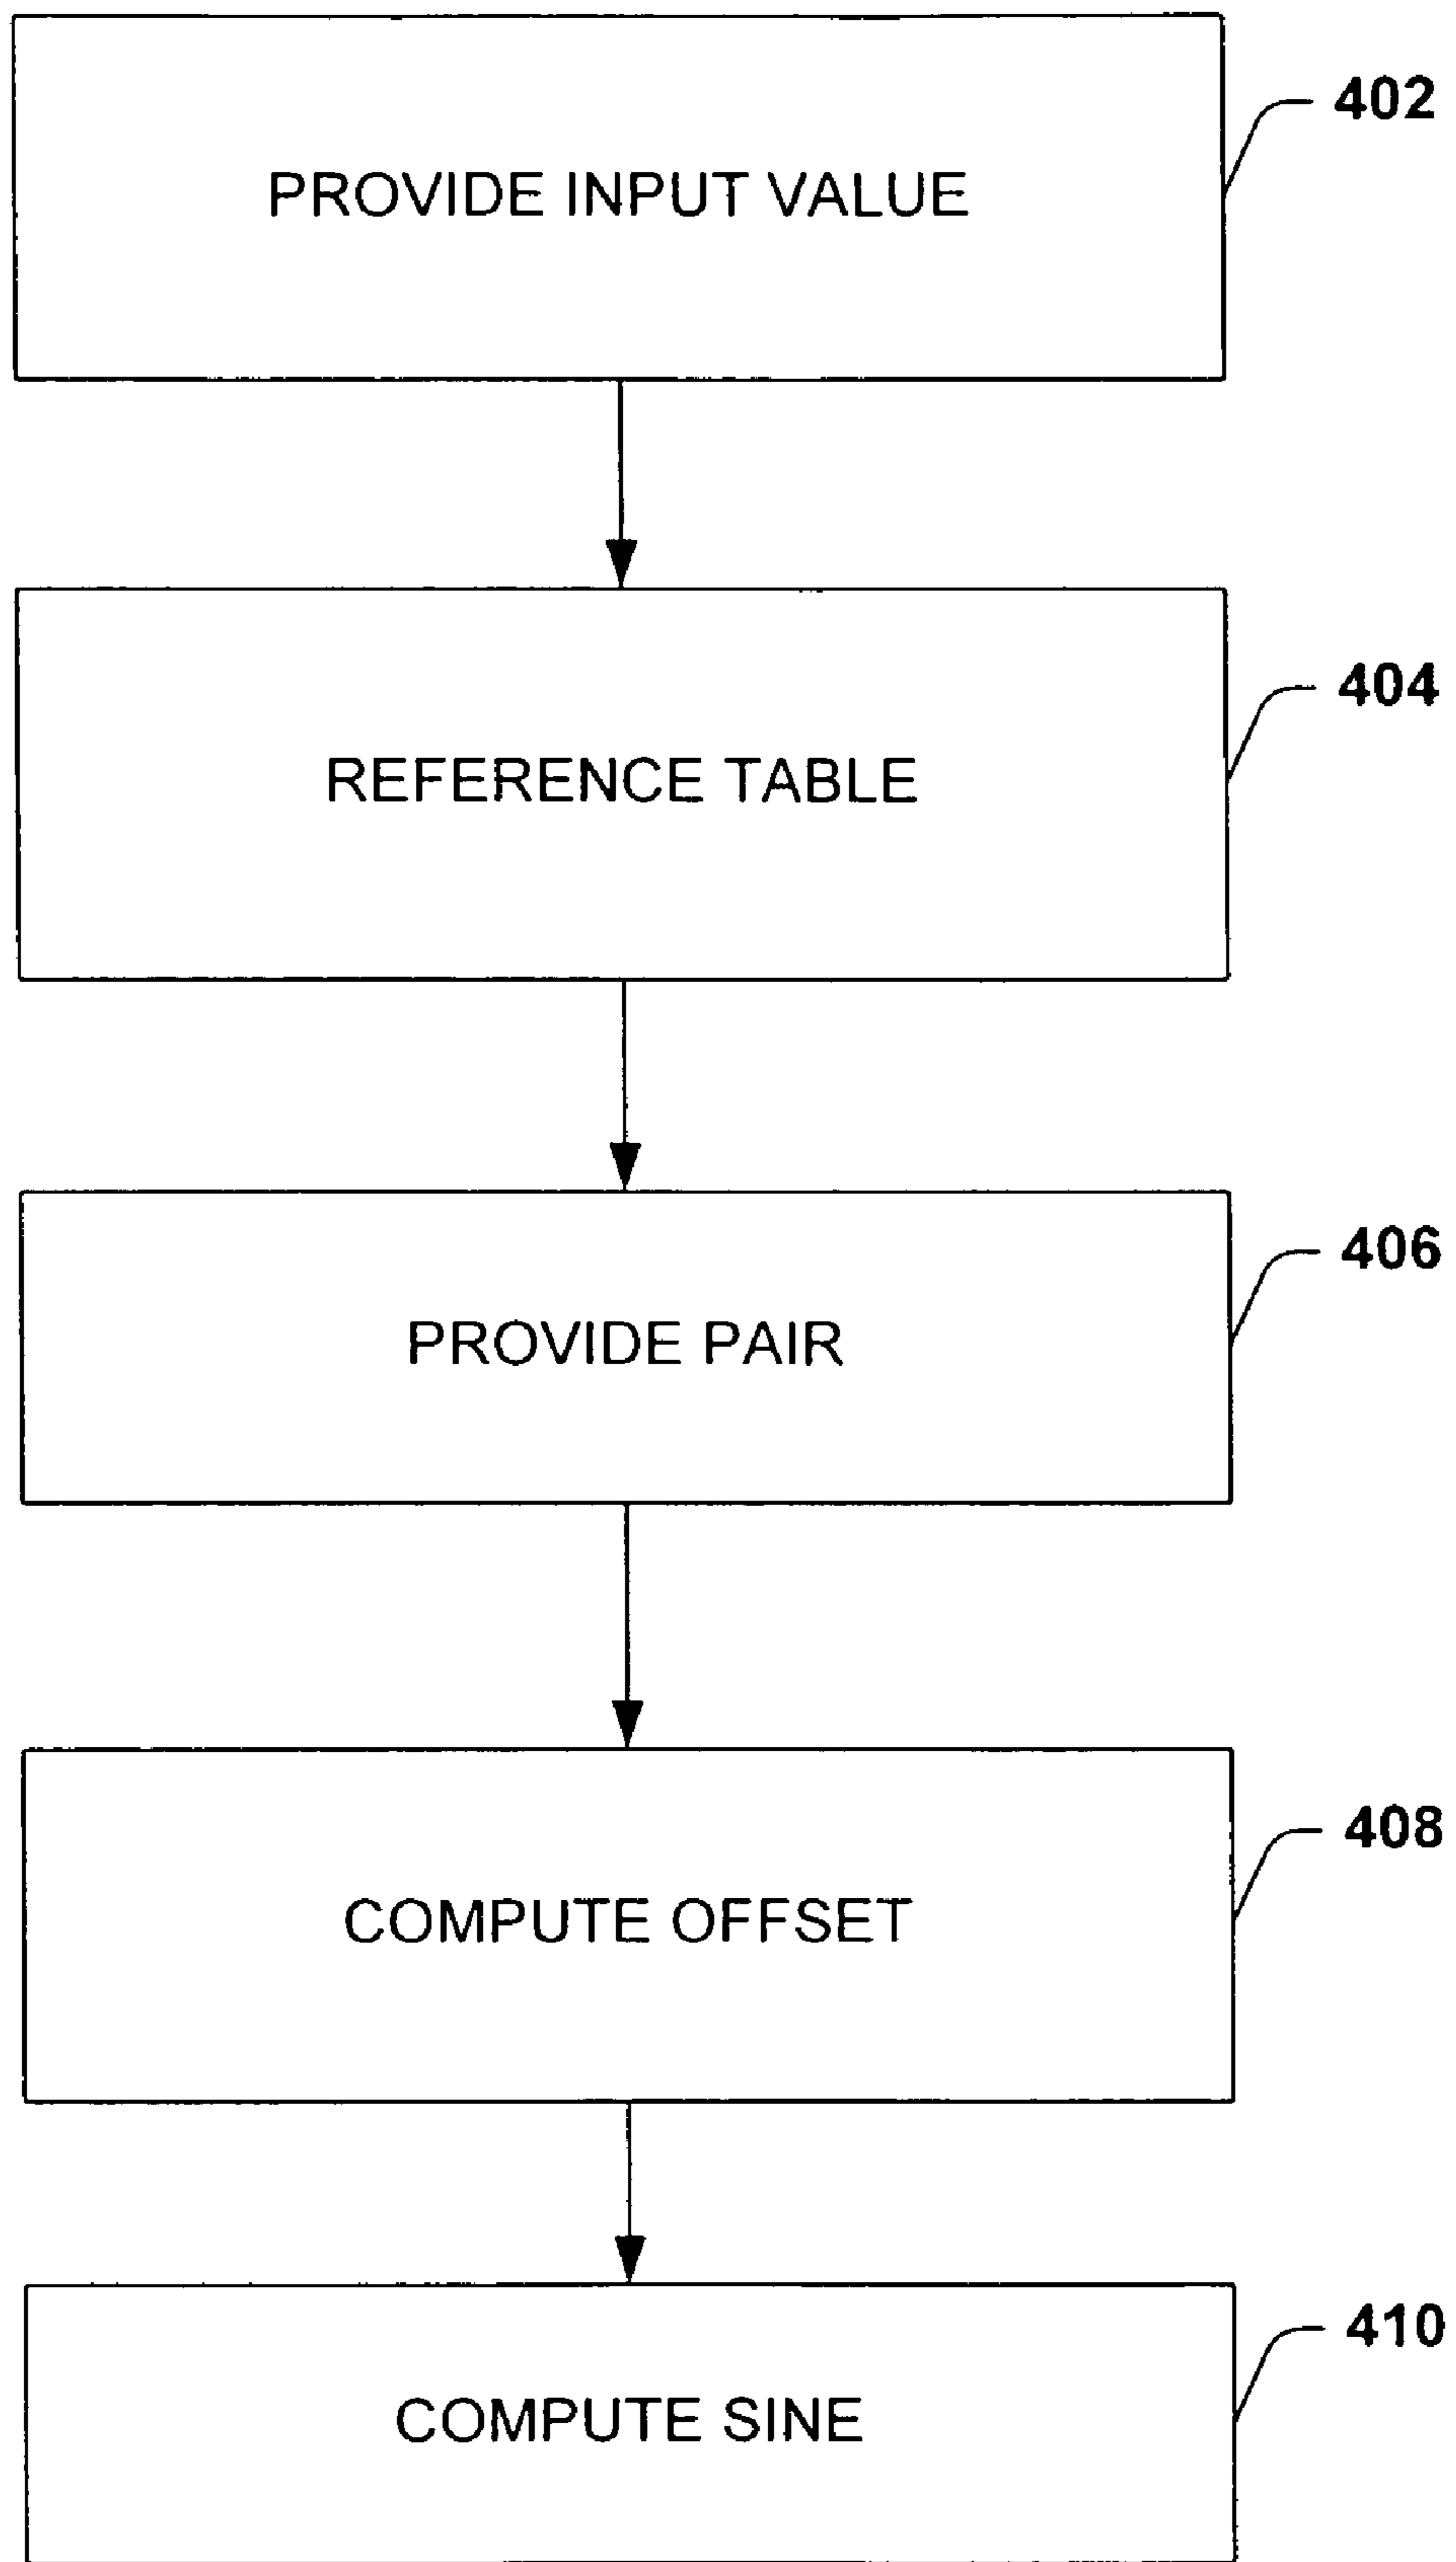 402
PROVIDE INPUT VALUE
404
REFERENCE TABLE
406
PROVIDE PAIR
408
COMPUTE OFFSET
410
COMPUTE SINE